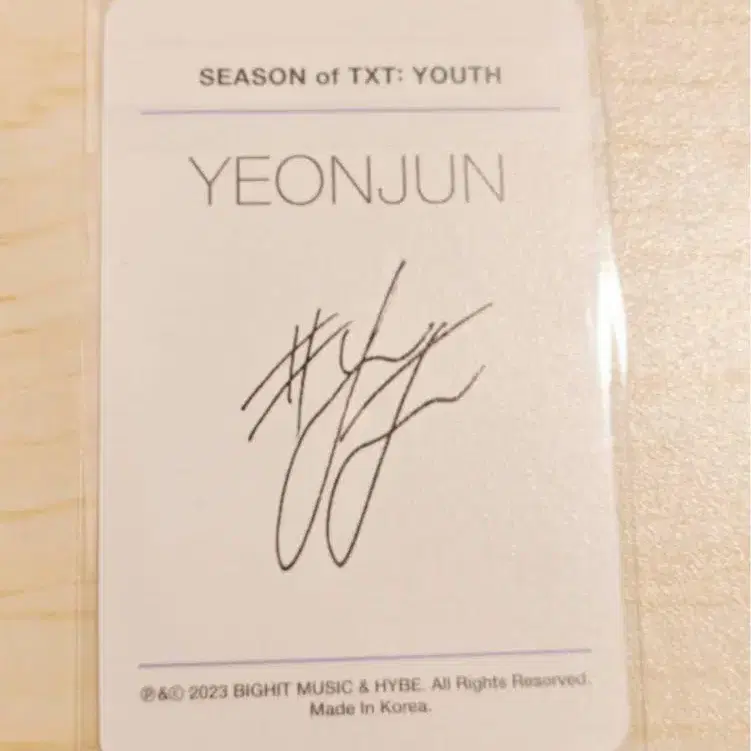 SEASON of TXT: YOUTH
YEONJUN
℗&© 2023 BIGHIT MUSIC & HYBE. All Rights Reserved.
Made In Korea.